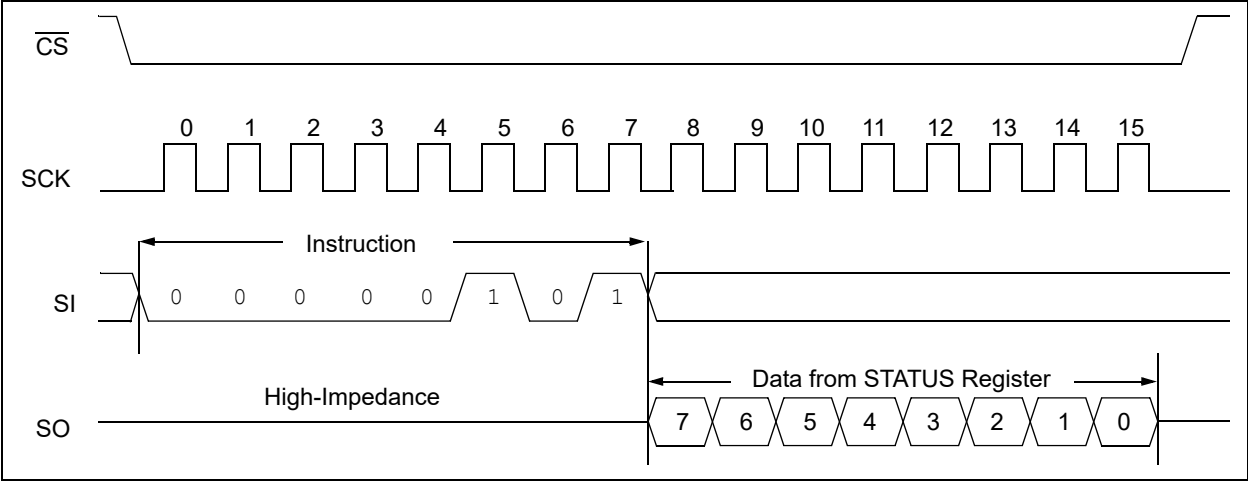 CS
0 1 2 3 4 5 6 7 8 9 10 11 12 13 14 15
SCK
Instruction
SI 0 0 0 0 0 1 0 1
Data from STATUS Register
High-Impedance
SO 7 6 5 4 3 2 1 0